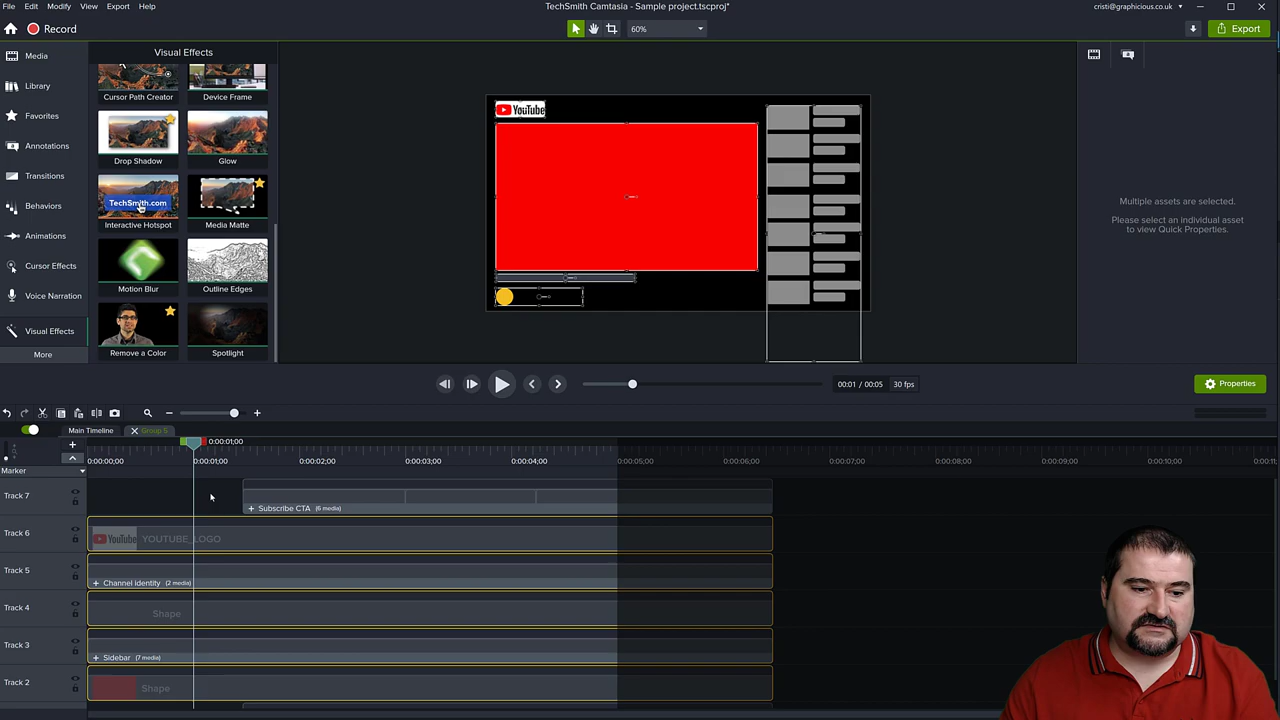 File Edit Modify View Export Help
TechSmith Camtasia - Sample project.tscproj*
cristi@graphicious.co.uk
Record
60%
Export
Media
Library
Favorites
Annotations
Transitions
Behaviors
Animations
Cursor Effects
Voice Narration
Visual Effects
More
Visual Effects
Cursor Path Creator
Device Frame
Drop Shadow
Glow
TechSmith.com
Interactive Hotspot
Media Matte
Motion Blur
Outline Edges
Remove a Color
Spotlight
YouTube
Multiple assets are selected.
Please select an individual asset
to view Quick Properties.
00:01 / 00:05 30 fps
Properties
Main Timeline
Group 5
0:00:01;00
0:00:00;00 0:00:01;00 0:00:02;00 0:00:03;00 0:00:04;00 0:00:05;00 0:00:06;00 0:00:07;00 0:00:08;00 0:00:09;00 0:00:10;00 0:00:11;
Marker
Track 7
+ Subscribe CTA (6 media)
Track 6
YouTube YOUTUBE_LOGO
Track 5
+ Channel identity (2 media)
Track 4
Shape
Track 3
+ Sidebar (7 media)
Track 2
Shape